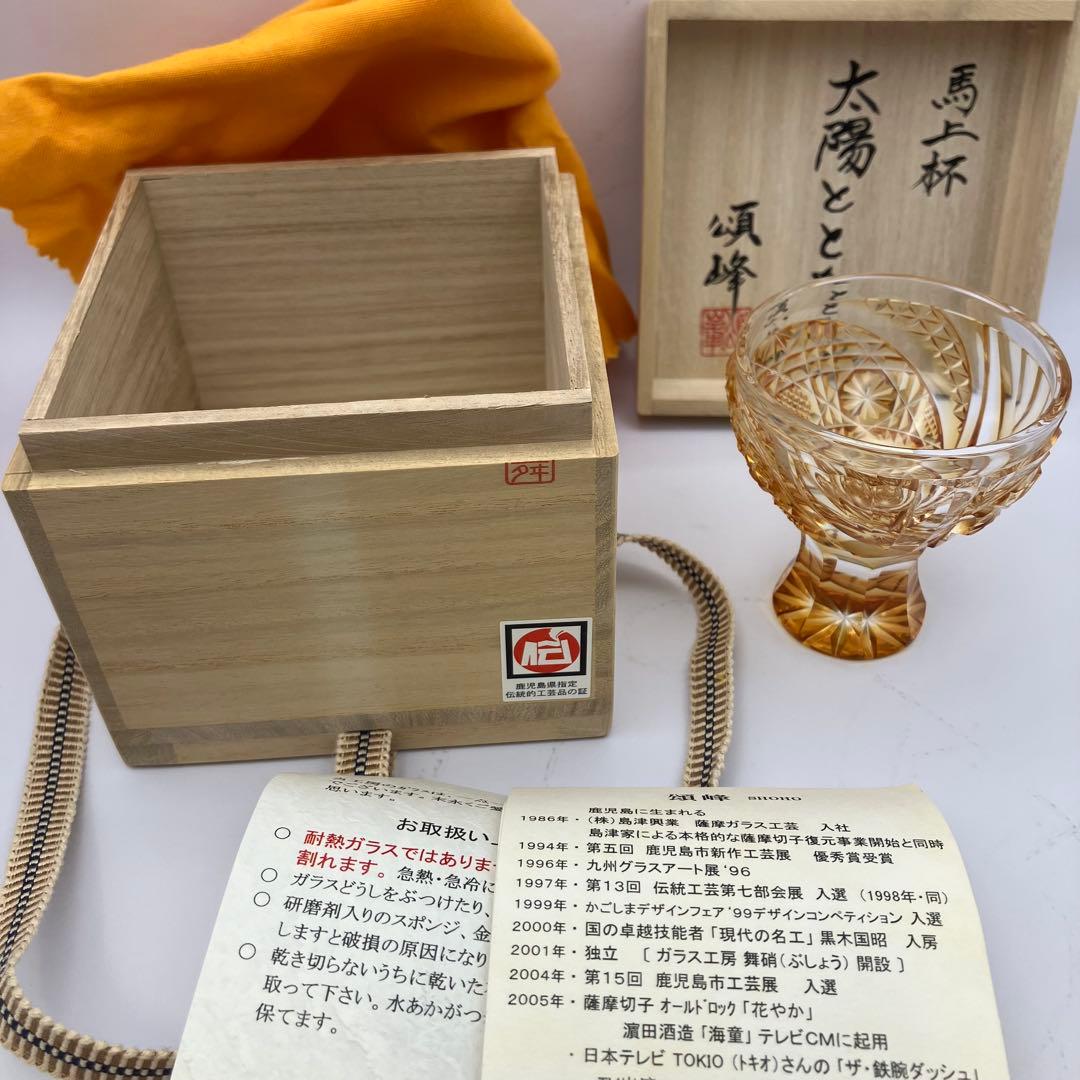 馬上杯
太陽とと
頌峰
鹿児島県指定
伝統的工芸品の証
思います。
お取扱い
○ 耐熱ガラスではありませ
割れます。急熱・急冷に
○ ガラスどうしをぶつけたり、
○ 研磨剤入りのスポンジ、金
しますと破損の原因になり
○ 乾き切らないうちに乾いた
取って下さい。水あかがつ
保てます。
頌峰 SHOHO
鹿児島に生まれる
1986年・(株)島津興業 薩摩ガラス工芸 入社
島津家による本格的な薩摩切子復元事業開始と同時
1994年・第五回 鹿児島市新作工芸展 優秀賞受賞
1996年・九州グラスアート展'96
1997年・第13回 伝統工芸第七部会展 入選 (1998年・同)
1999年・かごしまデザインフェア'99デザインコンペティション 入選
2000年・国の卓越技能者「現代の名工」黒木国昭 入房
2001年・独立 [ ガラス工房 舞硝(ぶしょう) 開設 ]
2004年・第15回 鹿児島市工芸展 入選
2005年・薩摩切子 オールドロック「花やか」
濵田酒造「海童」テレビCMに起用
・日本テレビ TOKIO (トキオ)さんの「ザ・鉄腕ダッシュ」